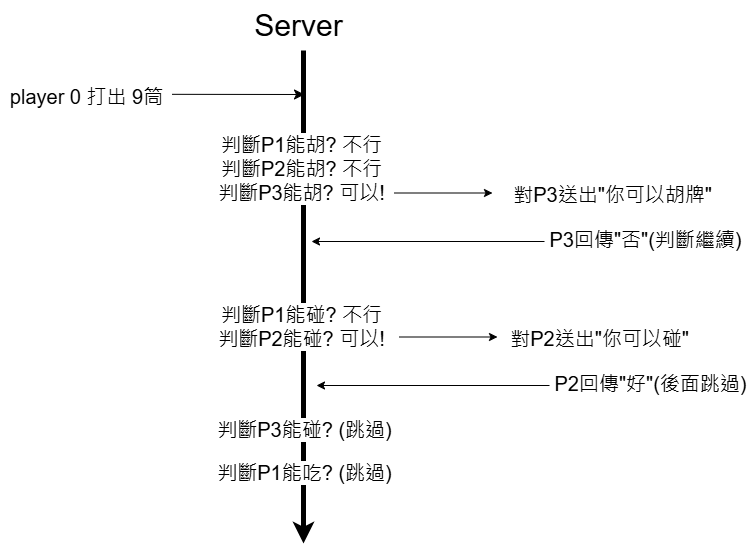 Server
player 0 打出 9筒
判斷P1能胡? 不行
判斷P2能胡? 不行
判斷P3能胡? 可以!
對P3送出"你可以胡牌"
P3回傳"否"(判斷繼續)
判斷P1能碰? 不行
判斷P2能碰? 可以!
對P2送出"你可以碰"
P2回傳"好"(後面跳過)
判斷P3能碰? (跳過)
判斷P1能吃? (跳過)